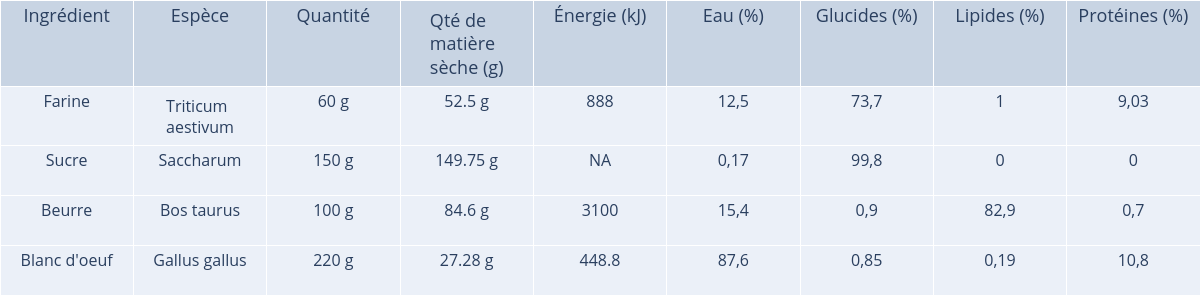 Ingrédient Espèce Quantité Qté de matière sèche (g) Énergie (kJ) Eau (%) Glucides (%) Lipides (%) Protéines (%)
Farine Triticum aestivum 60 g 52.5 g 888 12,5 73,7 1 9,03
Sucre Saccharum 150 g 149.75 g NA 0,17 99,8 0 0
Beurre Bos taurus 100 g 84.6 g 3100 15,4 0,9 82,9 0,7
Blanc d'oeuf Gallus gallus 220 g 27.28 g 448.8 87,6 0,85 0,19 10,8